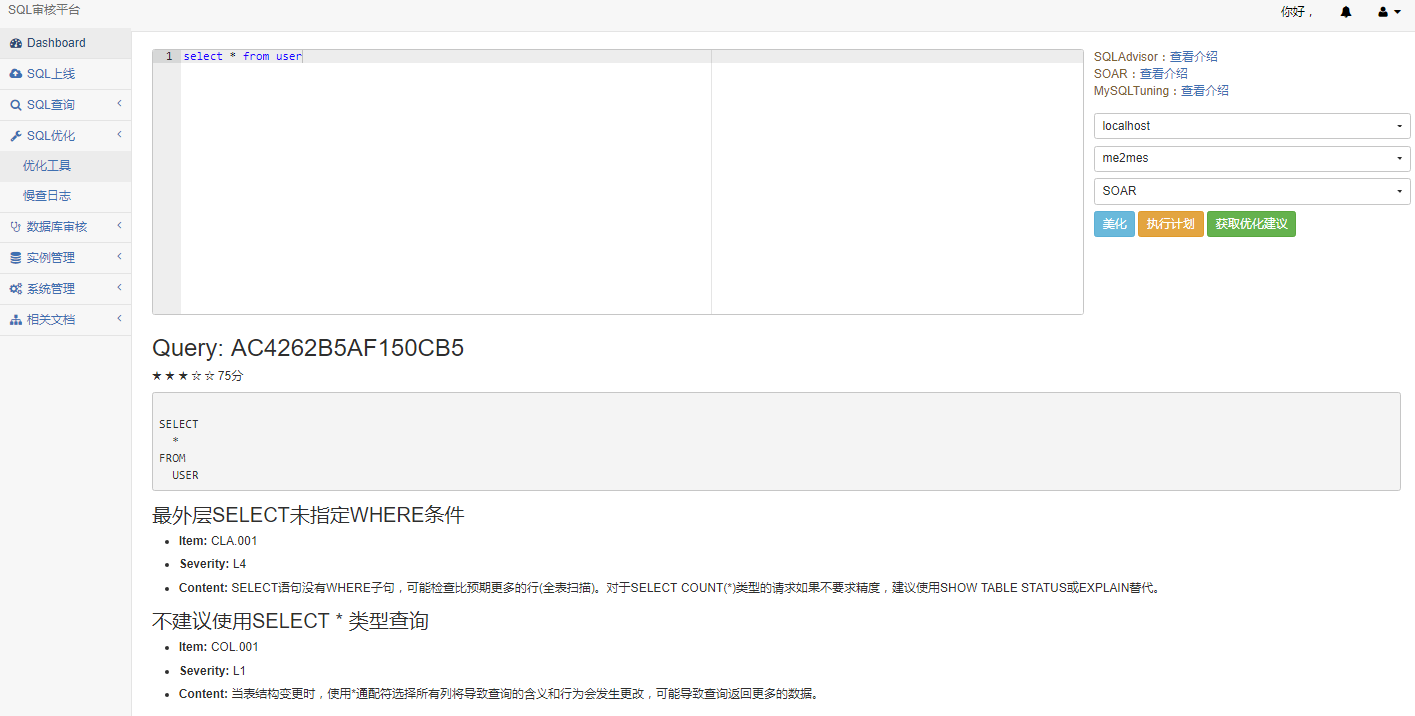 SQL审核平台
你好，
Dashboard
SQL上线
SQL查询
SQL优化
优化工具
慢查日志
数据库审核
实例管理
系统管理
相关文档
1 select * from user
SQLAdvisor：查看介绍
SOAR：查看介绍
MySQLTuning：查看介绍
localhost
me2mes
SOAR
美化 执行计划 获取优化建议
Query: AC4262B5AF150CB5
★ ★ ★ ☆ ☆ 75分
SELECT
*
FROM
USER
最外层SELECT未指定WHERE条件
• Item: CLA.001
• Severity: L4
• Content: SELECT语句没有WHERE子句，可能检查比预期更多的行(全表扫描)。对于SELECT COUNT(*)类型的请求如果不要求精度，建议使用SHOW TABLE STATUS或EXPLAIN替代。
不建议使用SELECT * 类型查询
• Item: COL.001
• Severity: L1
• Content: 当表结构变更时，使用*通配符选择所有列将导致查询的含义和行为会发生更改，可能导致查询返回更多的数据。